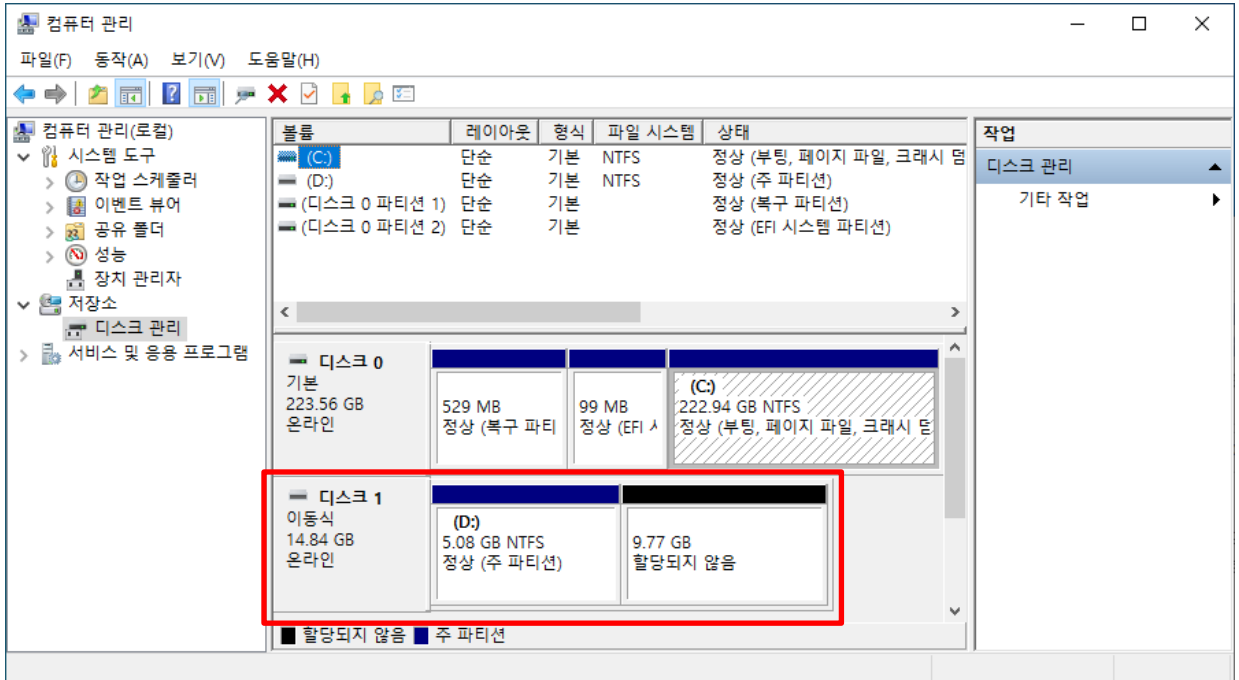 컴퓨터 관리
파일(F) 동작(A) 보기(V) 도움말(H)
컴퓨터 관리(로컬)
시스템 도구
작업 스케줄러
이벤트 뷰어
공유 폴더
성능
장치 관리자
저장소
디스크 관리
서비스 및 응용 프로그램
볼륨 레이아웃 형식 파일 시스템 상태
(C:) 단순 기본 NTFS 정상 (부팅, 페이지 파일, 크래시 덤
(D:) 단순 기본 NTFS 정상 (주 파티션)
(디스크 0 파티션 1) 단순 기본 정상 (복구 파티션)
(디스크 0 파티션 2) 단순 기본 정상 (EFI 시스템 파티션)
디스크 0
기본
223.56 GB
온라인
529 MB
정상 (복구 파티
99 MB
정상 (EFI
(C:)
222.94 GB NTFS
정상 (부팅, 페이지 파일, 크래시
디스크 1
이동식
14.84 GB
온라인
(D:)
5.08 GB NTFS
정상 (주 파티션)
9.77 GB
할당되지 않음
할당되지 않음 주 파티션
작업
디스크 관리
기타 작업